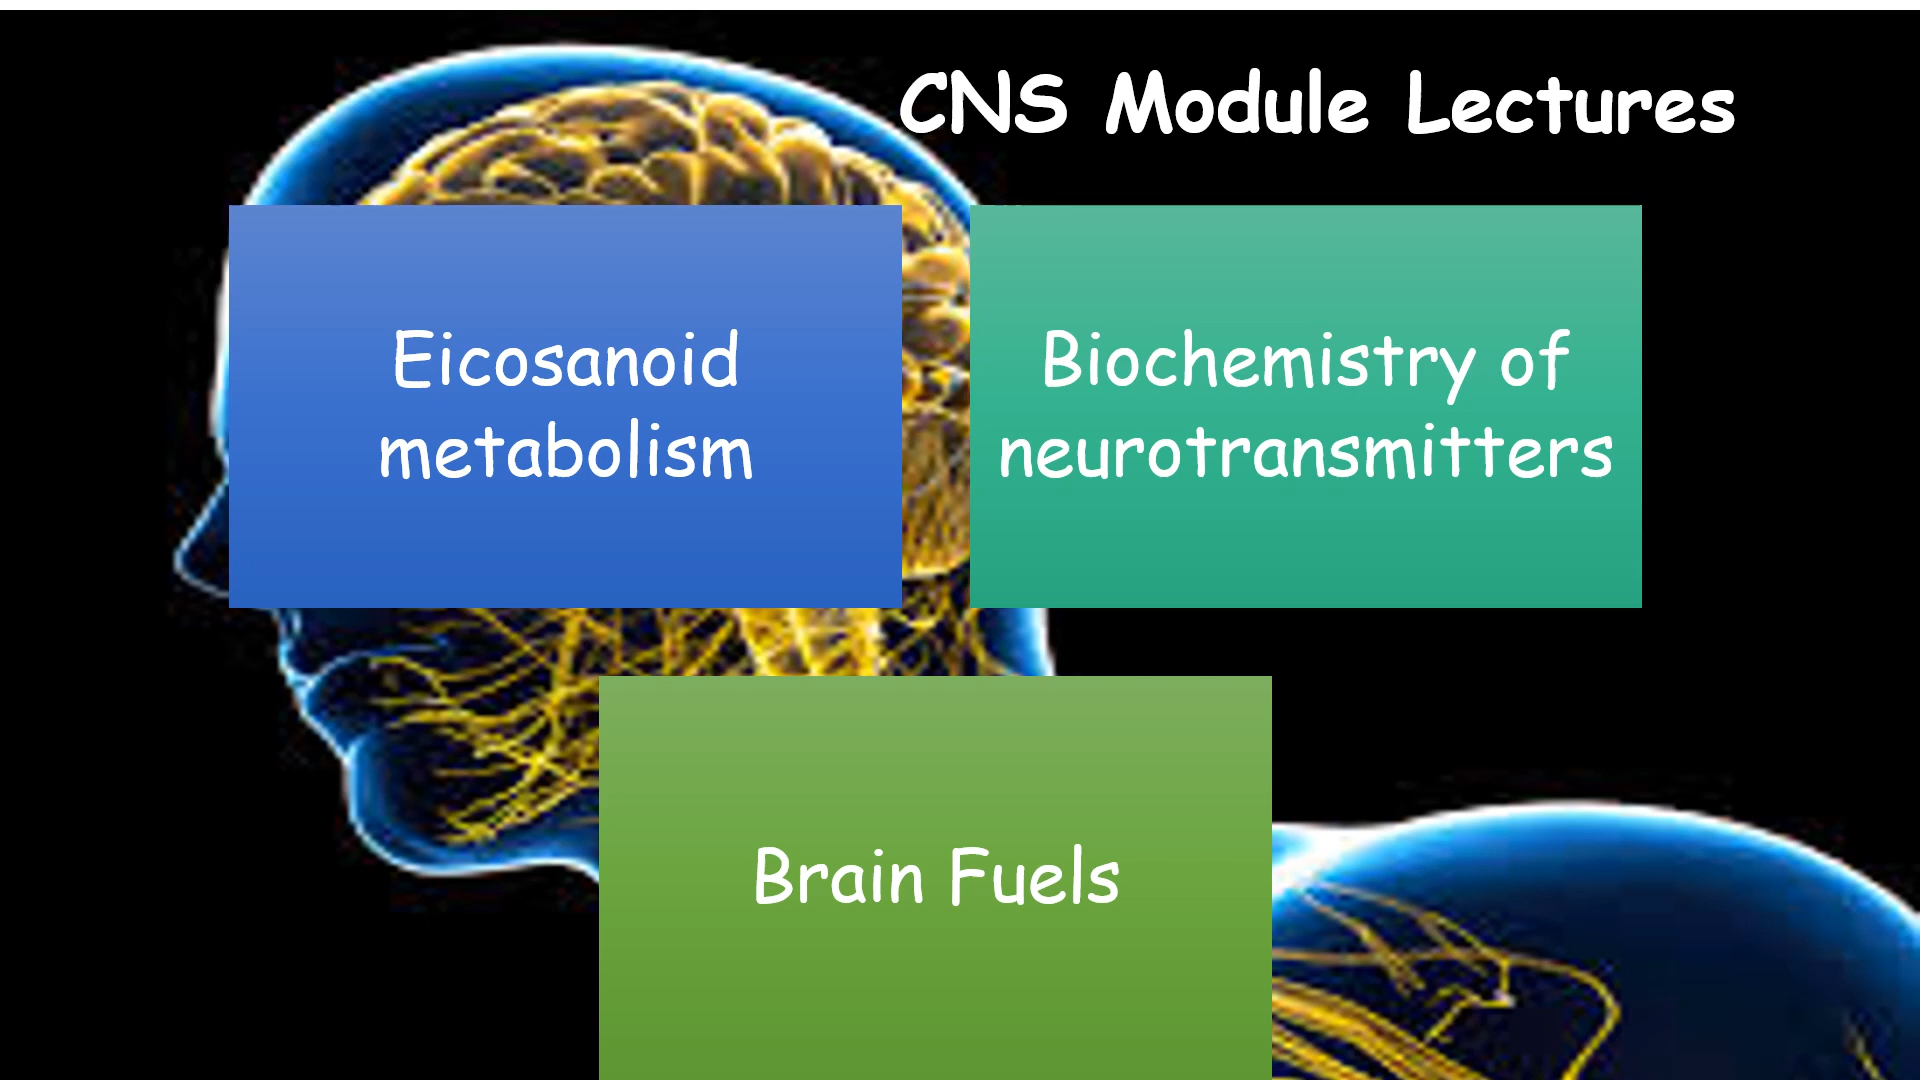 CNS Module Lectures
Eicosanoid
metabolism
Biochemistry of
neurotransmitters
Brain Fuels